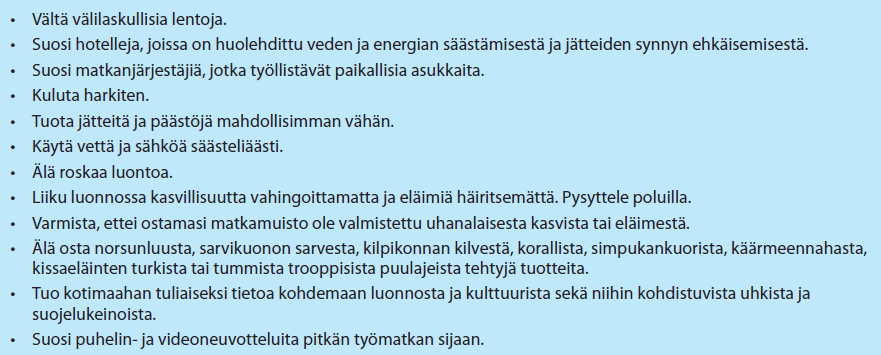 • Vältä välilaskullisia lentoja.
• Suosi hotelleja, joissa on huolehdittu veden ja energian säästämisestä ja jätteiden synnyn ehkäisemisestä.
• Suosi matkanjärjestäjiä, jotka työllistävät paikallisia asukkaita.
• Kuluta harkiten.
• Tuota jätteitä ja päästöjä mahdollisimman vähän.
• Käytä vettä ja sähköä säästeliäästi.
• Älä roskaa luontoa.
• Liiku luonnossa kasvillisuutta vahingoittamatta ja eläimiä häiritsemättä. Pysyttele poluilla.
• Varmista, ettei ostamasi matkamuisto ole valmistettu uhanalaisesta kasvista tai eläimestä.
• Älä osta norsunluusta, sarvikuonon sarvesta, kilpikonnan kilvestä, korallista, simpukankuorista, käärmeennahasta,
kissaeläinten turkista tai tummista trooppisista puulajeista tehtyjä tuotteita.
• Tuo kotimaahan tuliaiseksi tietoa kohdemaan luonnosta ja kulttuurista sekä niihin kohdistuvista uhkista ja
suojelukeinoista.
• Suosi puhelin- ja videoneuvotteluita pitkän työmatkan sijaan.